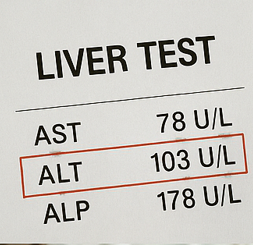 LIVER TEST
AST 78 U/L
ALT 103 U/L
ALP 178 U/L